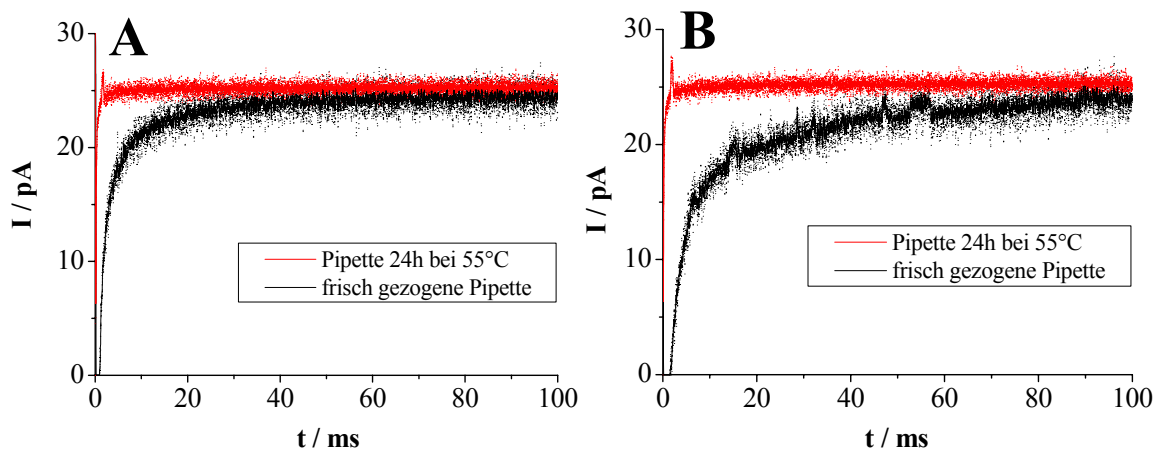 A
30
20
10
0
I / pA
0 20 40 60 80 100
t / ms
Pipette 24h bei 55°C
frisch gezogene Pipette
B
30
20
10
0
I / pA
0 20 40 60 80 100
t / ms
Pipette 24h bei 55°C
frisch gezogene Pipette